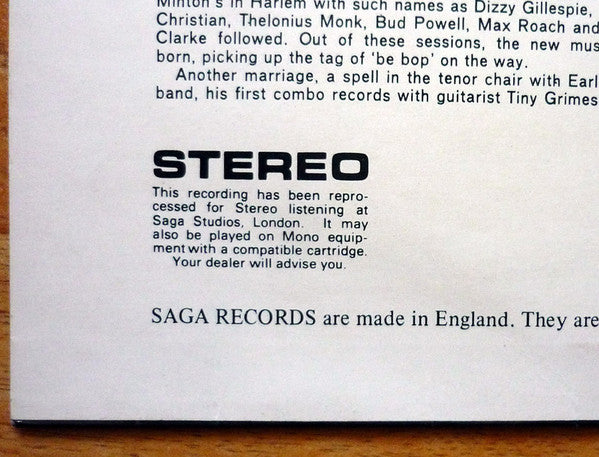 Minton's in Harlem with such names as Dizzy Gillespie,
Christian, Thelonius Monk, Bud Powell, Max Roach and
Clarke followed. Out of these sessions, the new mus
born, picking up the tag of 'be bop' on the way.
Another marriage, a spell in the tenor chair with Earl
band, his first combo records with guitarist Tiny Grimes
STEREO
This recording has been repro-
cessed for Stereo listening at
Saga Studios, London. It may
also be played on Mono equip-
ment with a compatible cartridge.
Your dealer will advise you.
SAGA RECORDS are made in England. They are